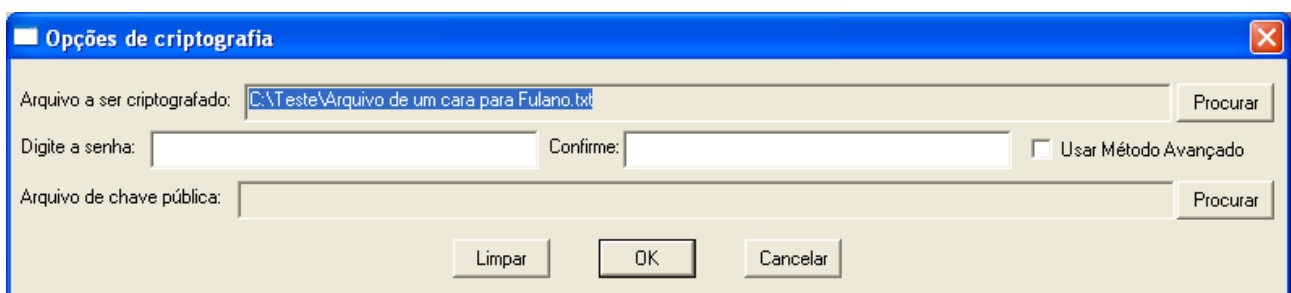 Opções de criptografia
Arquivo a ser criptografado: C:\Teste\Arquivo de um cara para Fulano.txt Procurar
Digite a senha: Confirme: Usar Método Avançado
Arquivo de chave pública: Procurar
Limpar OK Cancelar